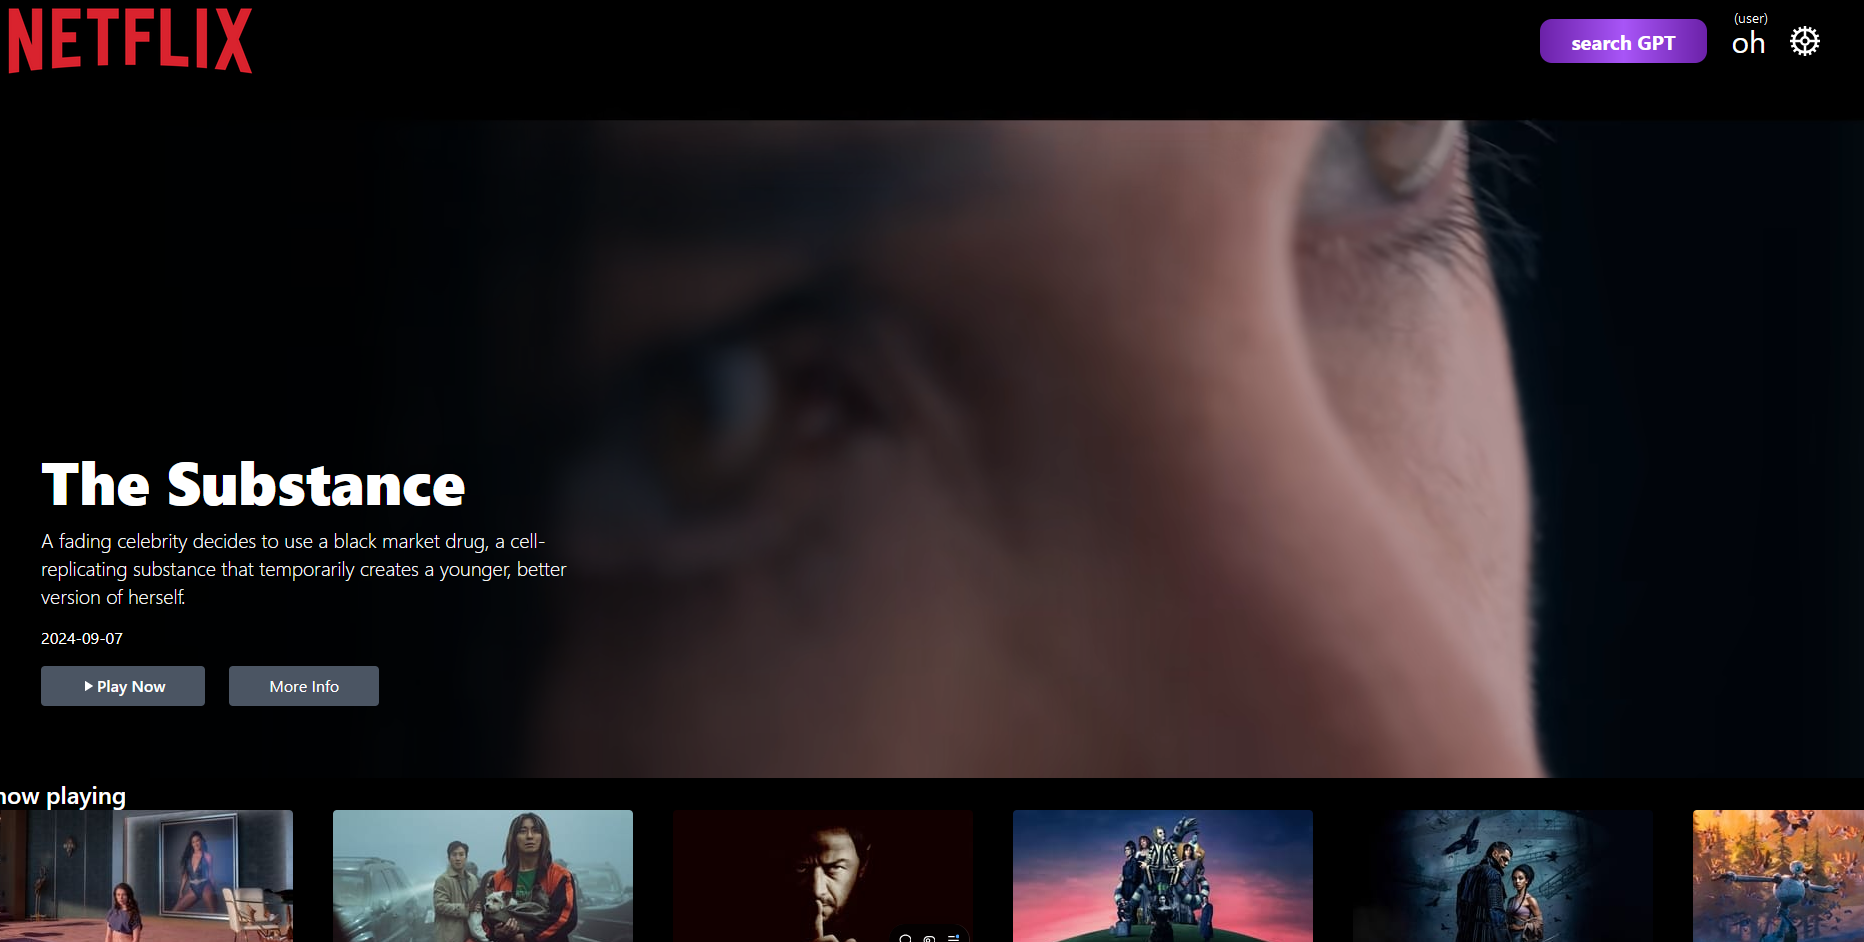 NETFLIX
search GPT
(user)
oh
The Substance
A fading celebrity decides to use a black market drug, a cell-
replicating substance that temporarily creates a younger, better
version of herself.
2024-09-07
Play Now
More Info
now playing